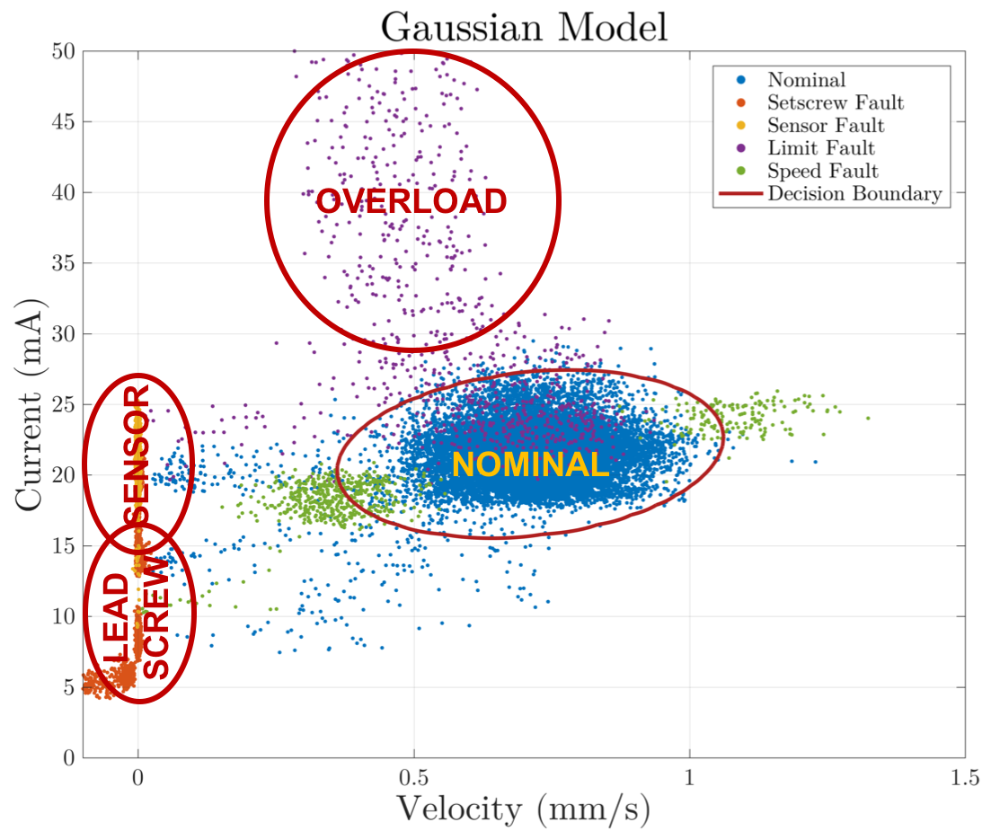 Gaussian Model
50
45
40
35
30
25
20
15
10
5
0
Current (mA)
0
0.5
1
1.5
Velocity (mm/s)
Nominal
Setscrew Fault
Sensor Fault
Limit Fault
Speed Fault
Decision Boundary
OVERLOAD
SENSOR
NOMINAL
LEAD
SCREW